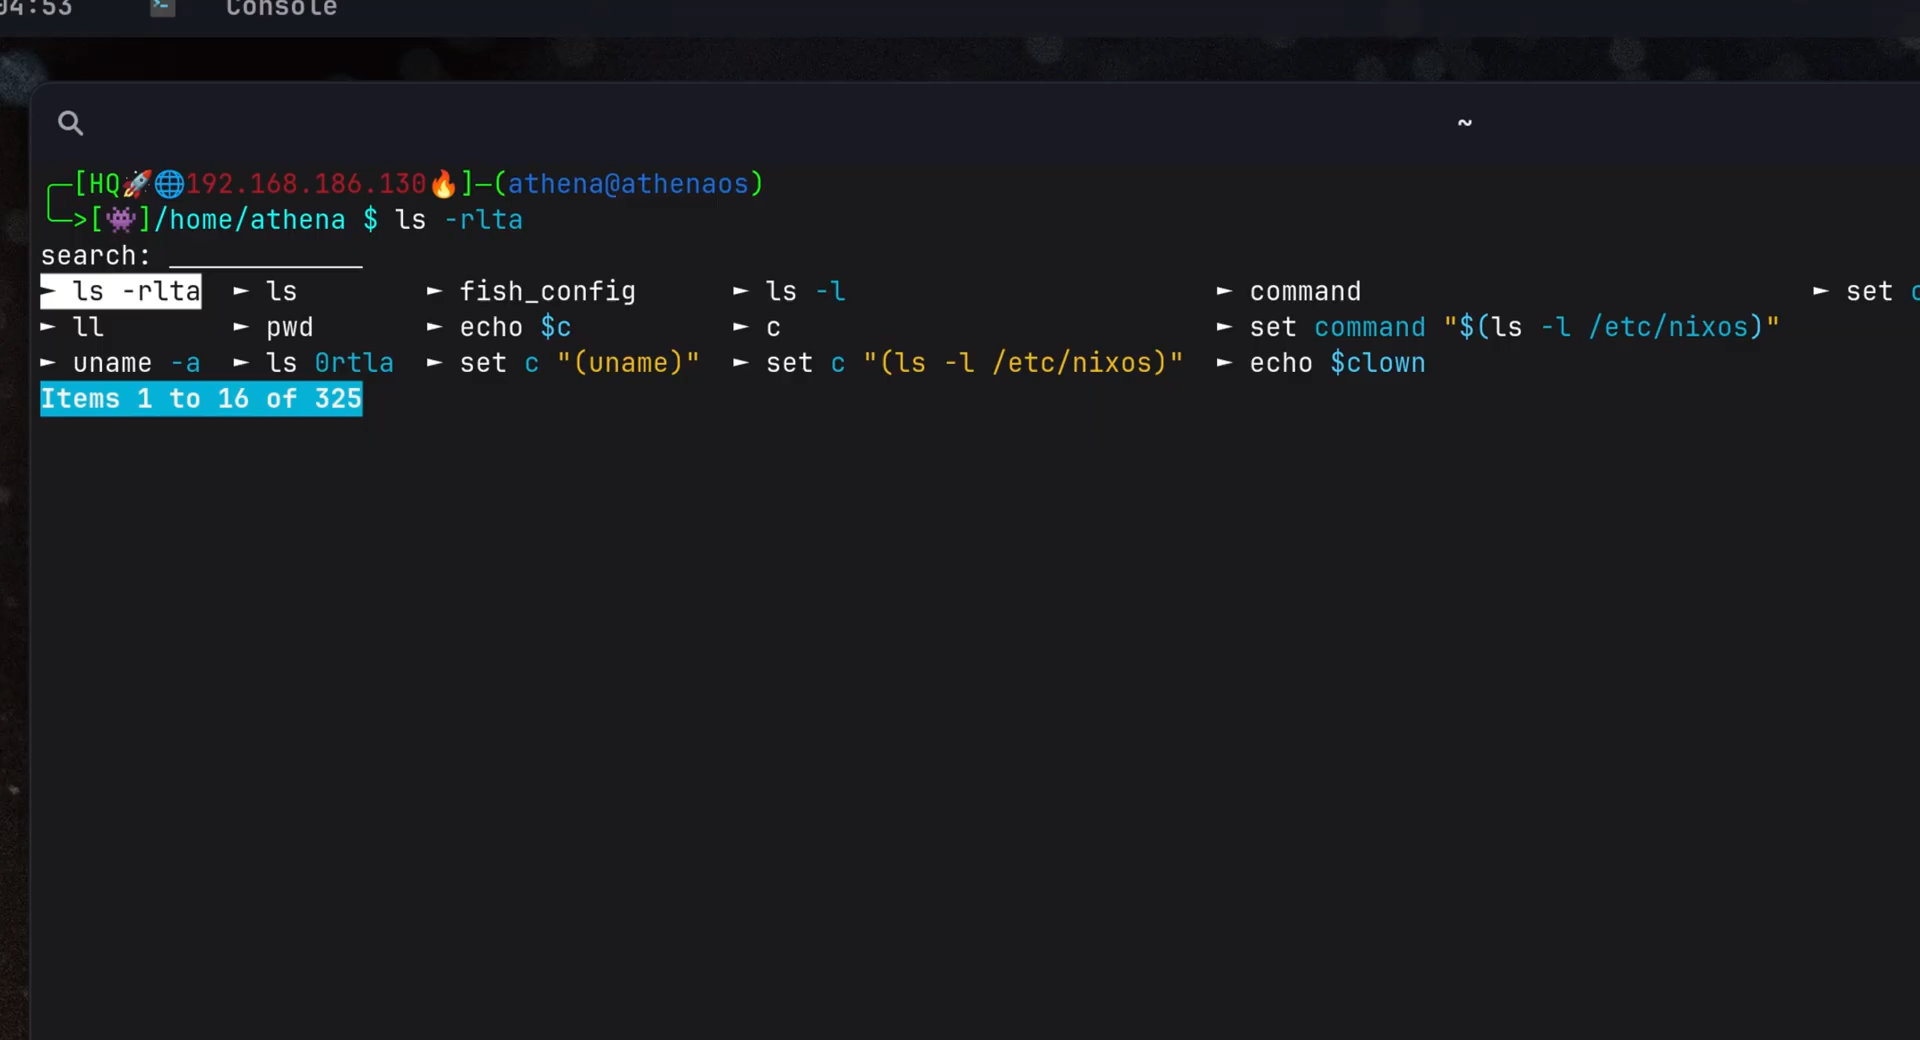 04:53 Console
~
[HQ🚀🌐192.168.186.130🔥]─(athena@athenaos)
└─>[👾]/home/athena $ ls -rlta
search:
► ls -rlta ► ls ► fish_config ► ls -l ► command ► set
► ll ► pwd ► echo $c ► c ► set command "$(ls -l /etc/nixos)"
► uname -a ► ls 0rtla ► set c "(uname)" ► set c "(ls -l /etc/nixos)" ► echo $clown
Items 1 to 16 of 325